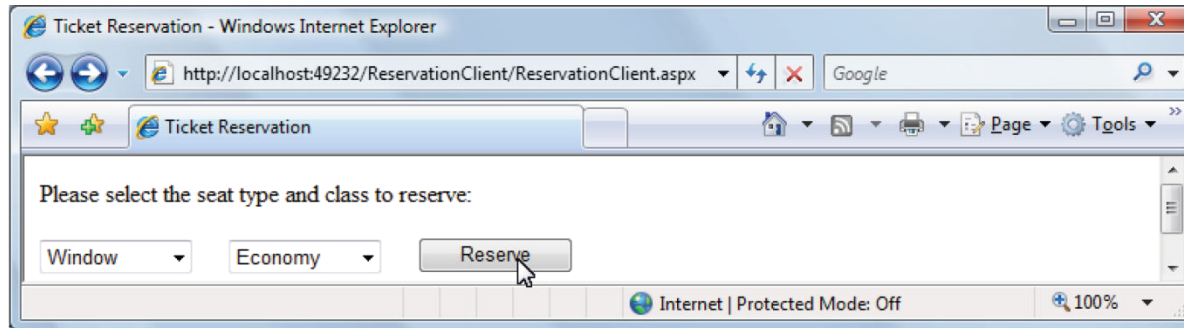 Ticket Reservation - Windows Internet Explorer
http://localhost:49232/ReservationClient/ReservationClient.aspx Google
Ticket Reservation Page Tools
Please select the seat type and class to reserve:
Window Economy Reserve
Internet | Protected Mode: Off 100%